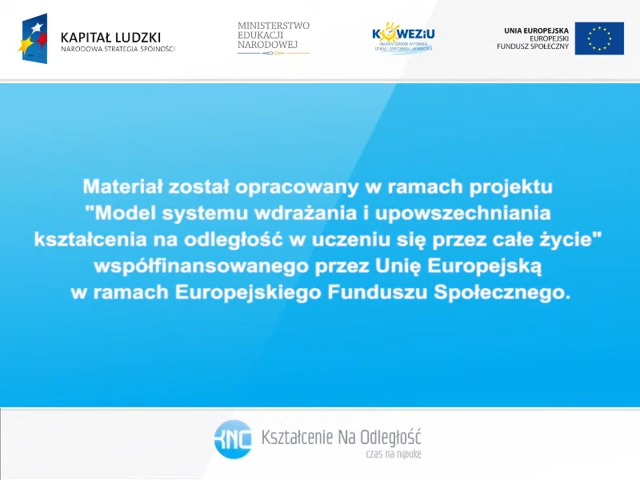 KAPITAŁ LUDZKI
NARODOWA STRATEGIA SPÓJNOŚCI
MINISTERSTWO
EDUKACJI
NARODOWEJ
KOWEZiU
UNIA EUROPEJSKA
EUROPEJSKI
FUNDUSZ SPOŁECZNY
Materiał został opracowany w ramach projektu
"Model systemu wdrażania i upowszechniania
kształcenia na odległość w uczeniu się przez całe życie"
współfinansowanego przez Unię Europejską
w ramach Europejskiego Funduszu Społecznego.
KNO Kształcenie Na Odległość
czas na n@ukę